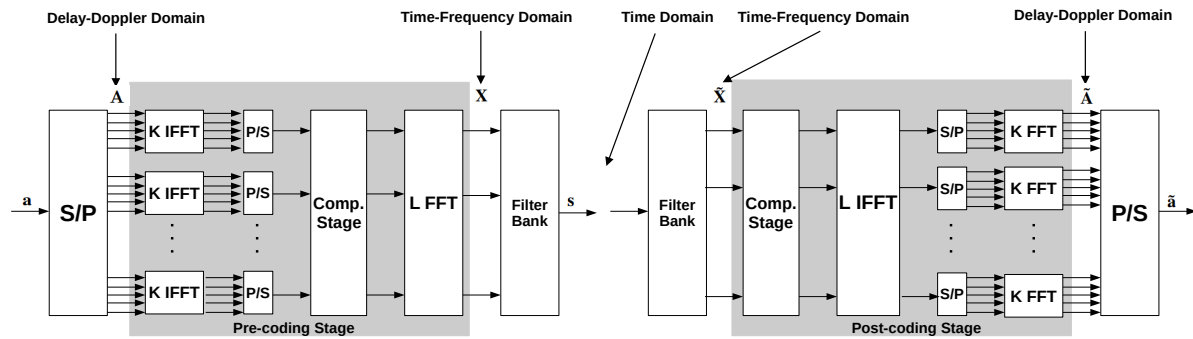 Delay-Doppler Domain
Time-Frequency Domain
Time Domain
Time-Frequency Domain
Delay-Doppler Domain
A
X
X̃
Ã
a
S/P
K IFFT
P/S
K IFFT
P/S
K IFFT
P/S
Comp.
Stage
L FFT
Filter
Bank
s
Pre-coding Stage
Filter
Bank
Comp.
Stage
L IFFT
S/P
K FFT
S/P
K FFT
S/P
K FFT
P/S
ã
Post-coding Stage